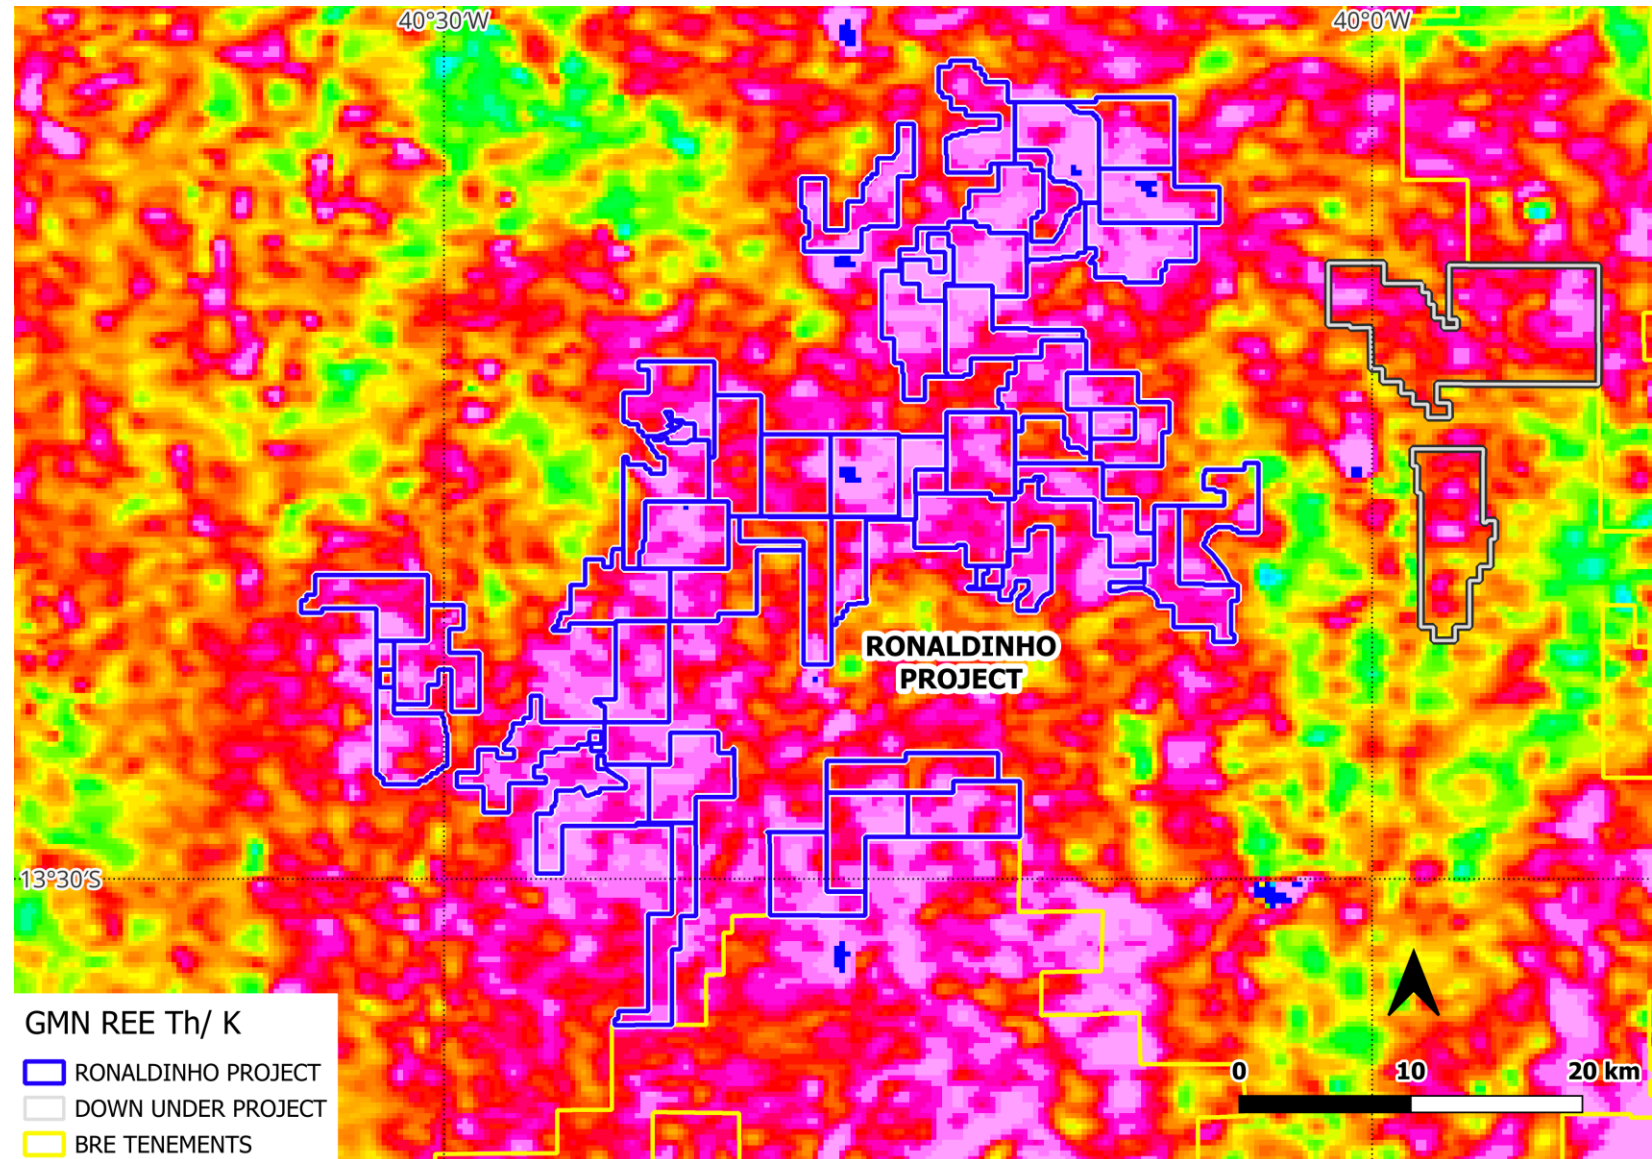 40°30′W
40°0′W
RONALDINHO
PROJECT
13°30′S
GMN REE Th/ K
RONALDINHO PROJECT
DOWN UNDER PROJECT
BRE TENEMENTS
0 10 20 km